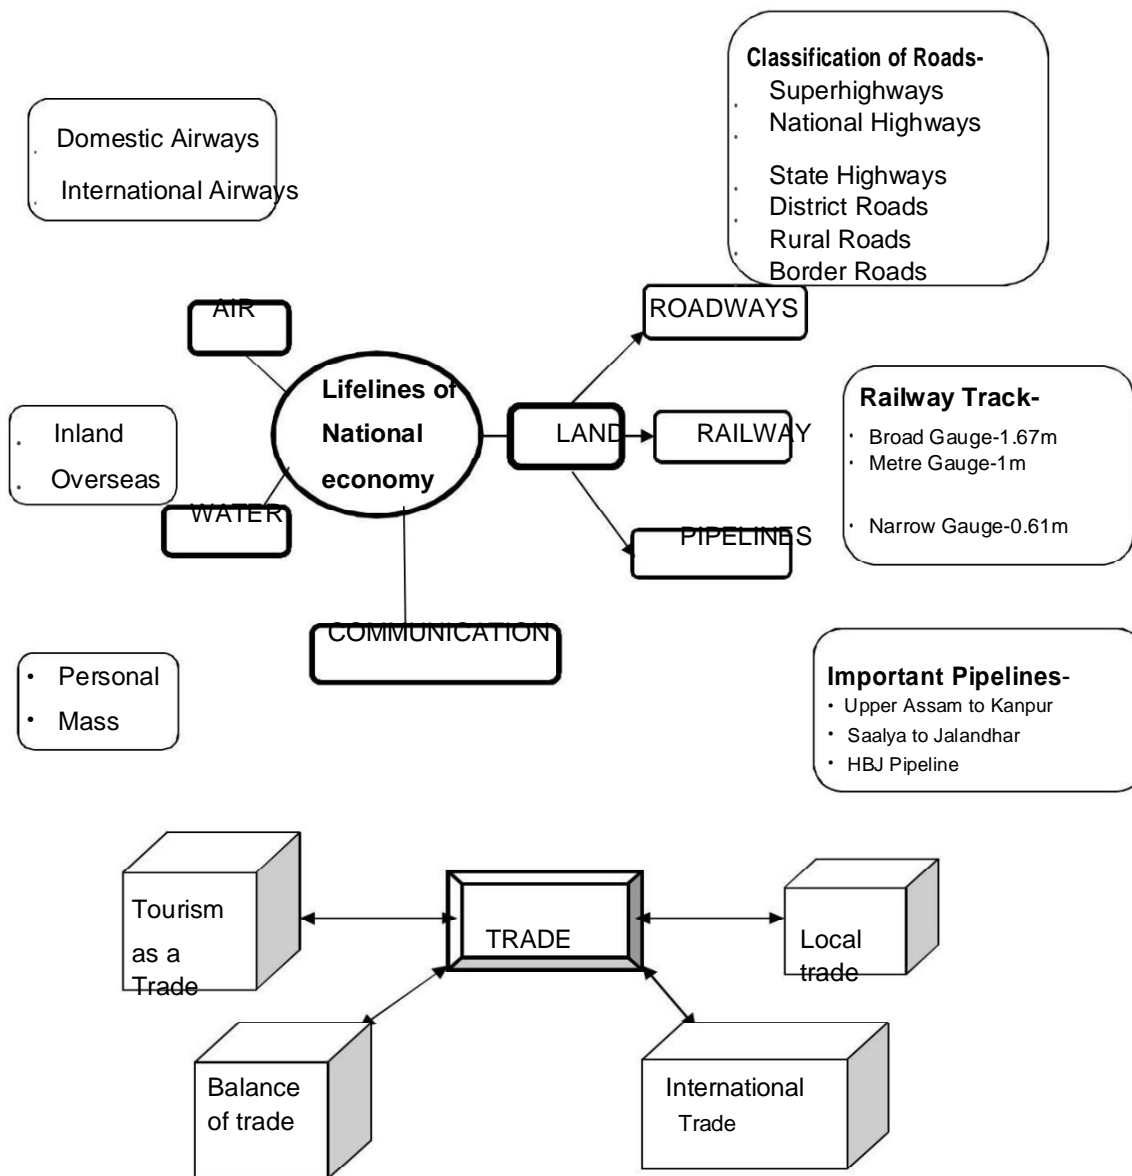 Classification of Roads-
Superhighways
National Highways
State Highways
District Roads
Rural Roads
Border Roads
Domestic Airways
International Airways
AIR
ROADWAYS
Lifelines of
National
economy
LAND
RAILWAY
Railway Track-
• Broad Gauge-1.67m
• Metre Gauge-1m
• Narrow Gauge-0.61m
Inland
Overseas
WATER
PIPELINES
COMMUNICATION
• Personal
• Mass
Important Pipelines-
• Upper Assam to Kanpur
• Saalya to Jalandhar
• HBJ Pipeline
Tourism
as a
Trade
TRADE
Local
trade
Balance
of trade
International
Trade